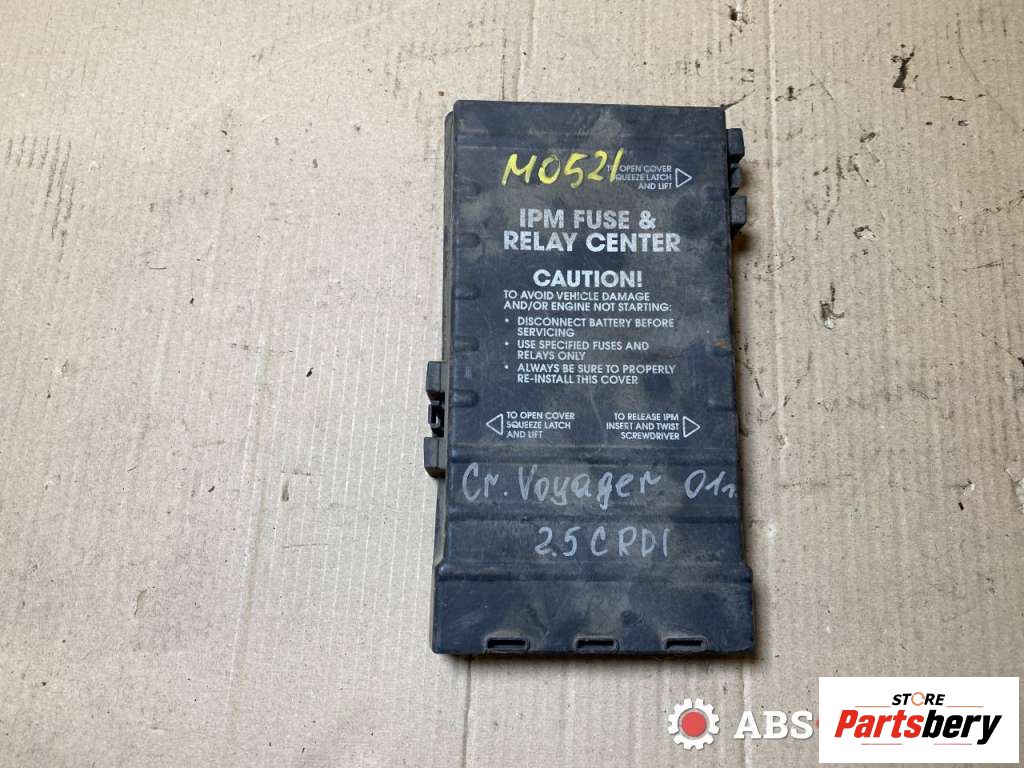 MO521
TO OPEN COVER
SQUEEZE LATCH
AND LIFT
IPM FUSE &
RELAY CENTER
CAUTION!
TO AVOID VEHICLE DAMAGE
AND/OR ENGINE NOT STARTING:
• DISCONNECT BATTERY BEFORE
SERVICING
• USE SPECIFIED FUSES AND
RELAYS ONLY
• ALWAYS BE SURE TO PROPERLY
RE-INSTALL THIS COVER
TO OPEN COVER
SQUEEZE LATCH
AND LIFT
TO RELEASE IPM
INSERT AND TWIST
SCREWDRIVER
Cr. Voyager 01г.
2.5 CRDI
ABS
STORE
Partsbery